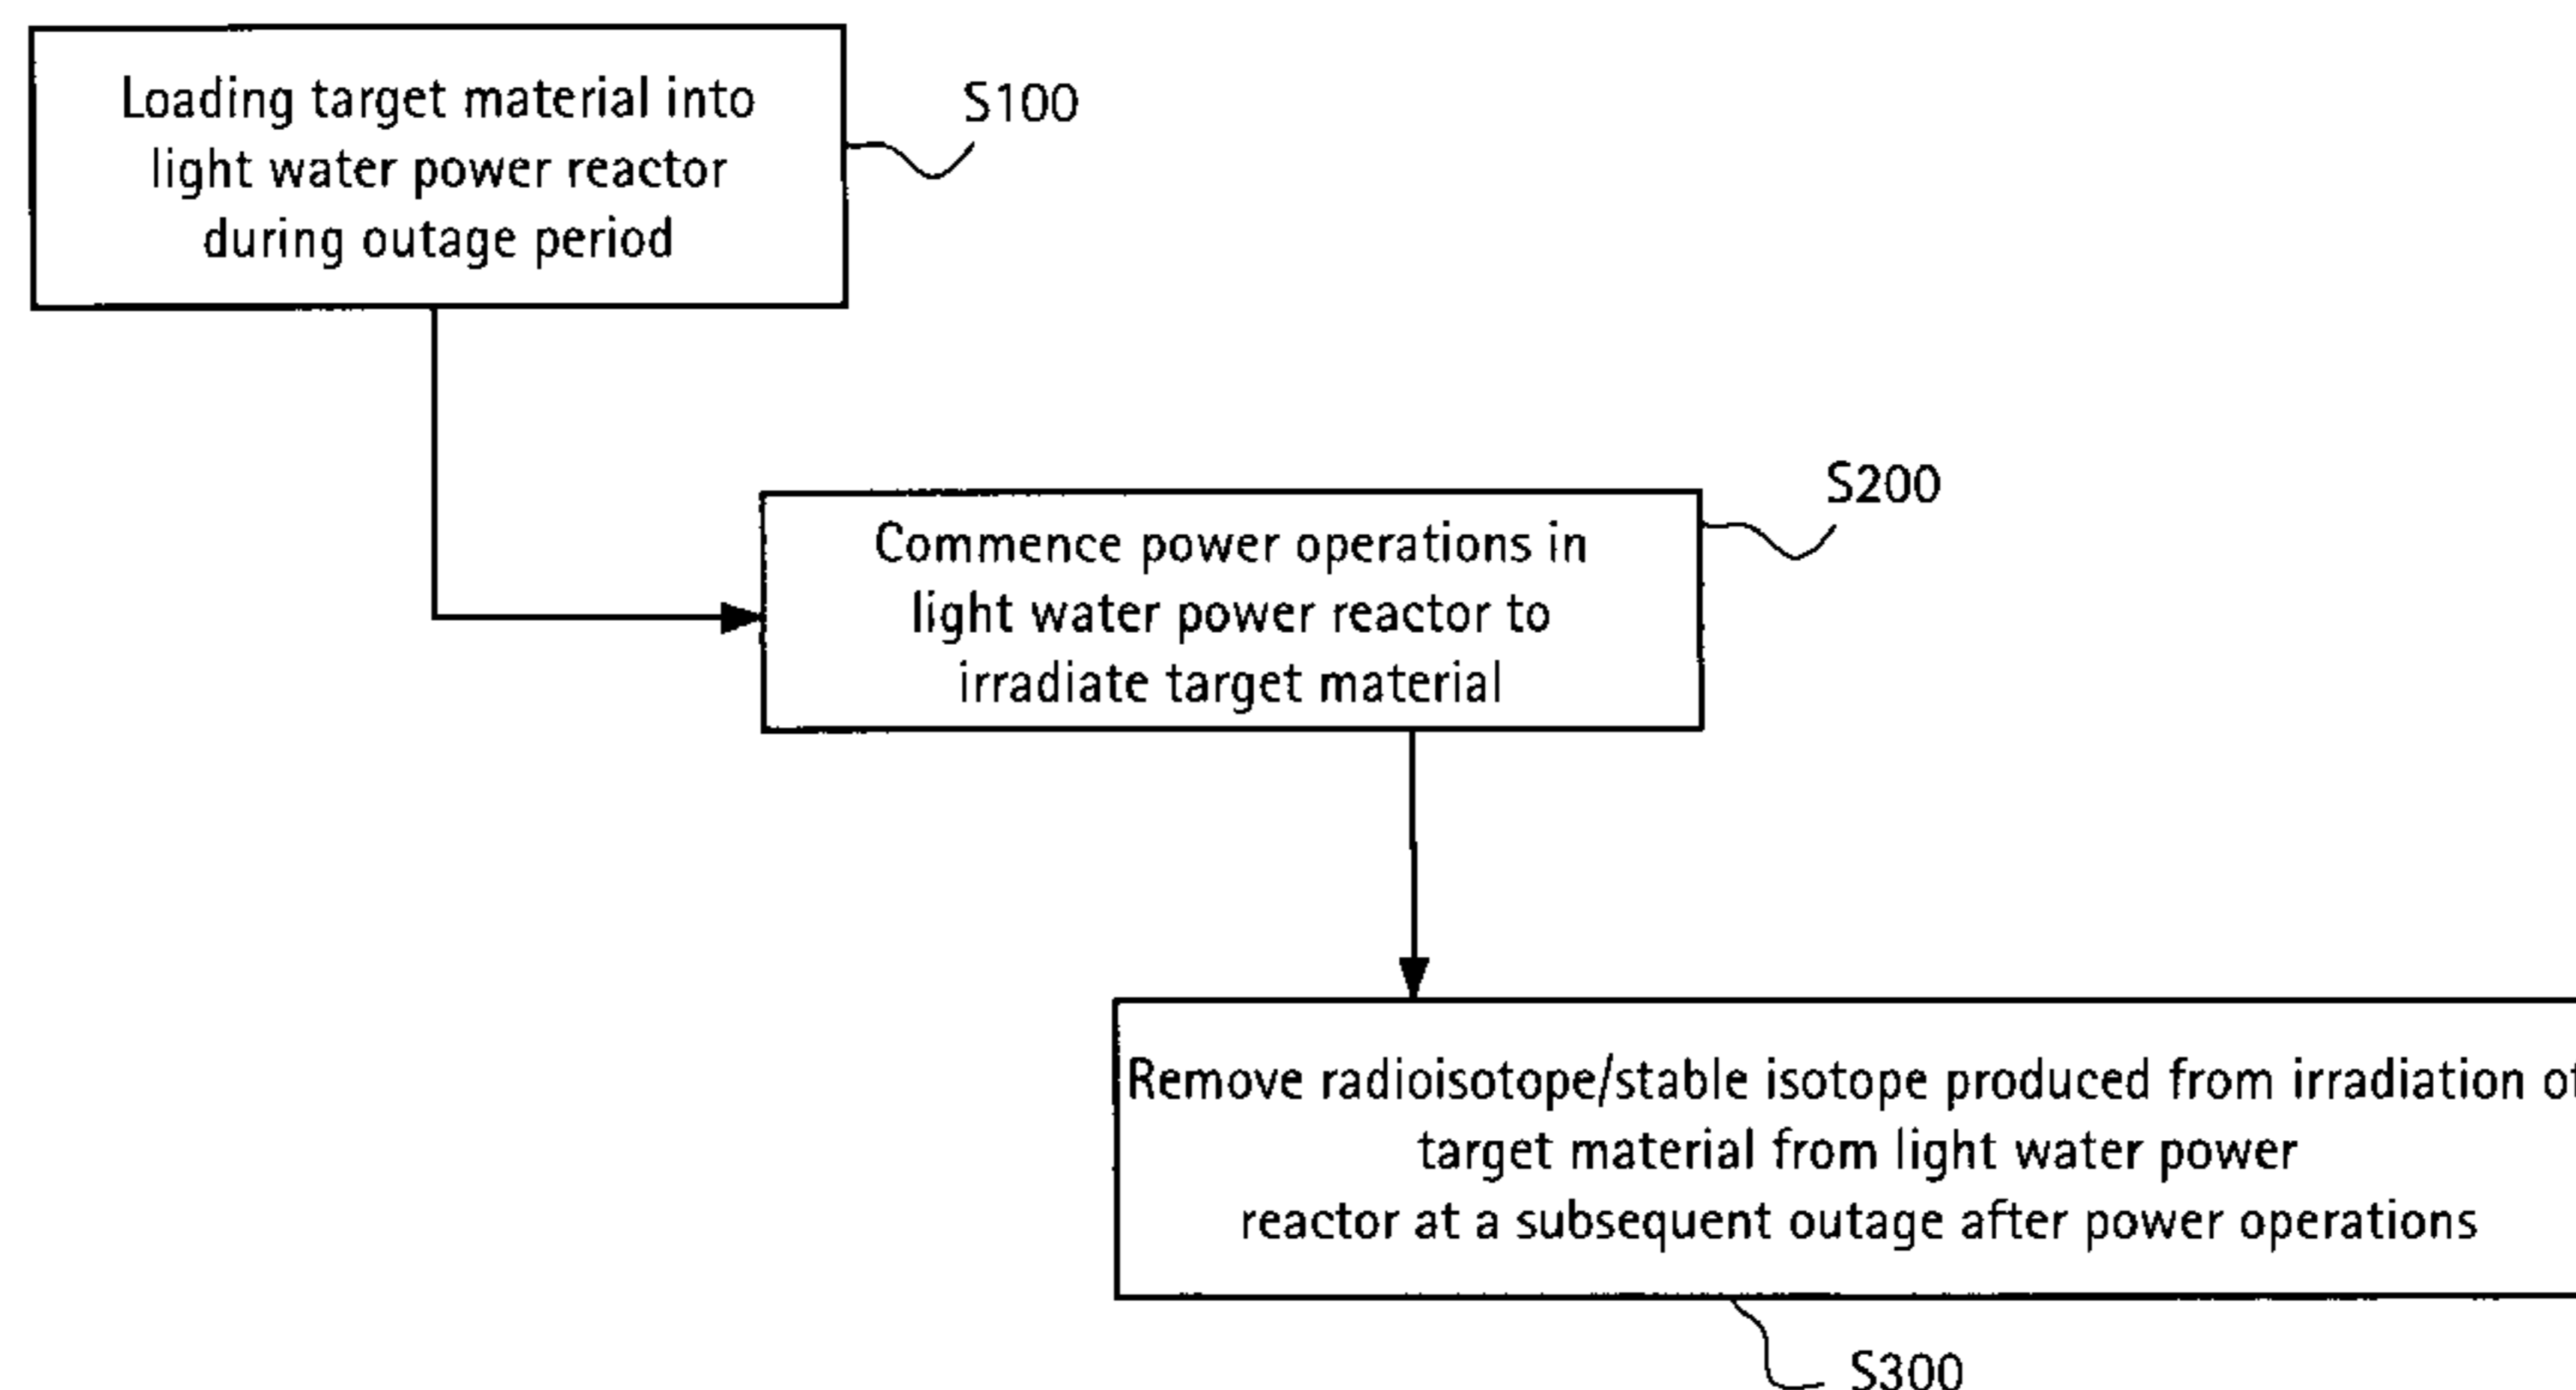 Loading target material into
light water power reactor
during outage period
S100
S200
Commence power operations in
light water power reactor to
irradiate target material
Remove radioisotope/stable isotope produced from irradiation of
target material from light water power
reactor at a subsequent outage after power operations
S300